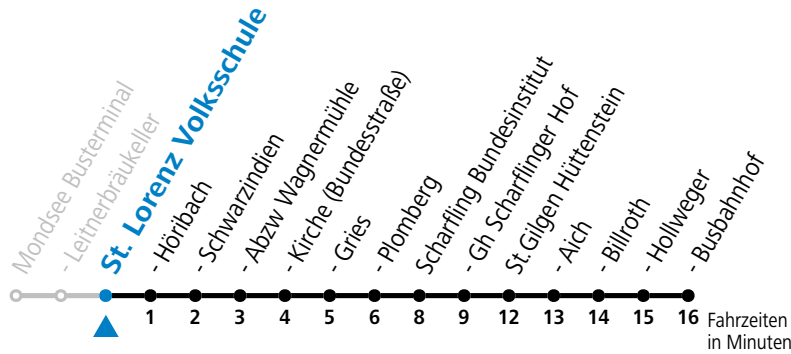 Mondsee Busterminal
- Leitnerbräukeller
St. Lorenz Volksschule
- Höribach
- Schwarzindien
- Abzw Wagnermühle
- Kirche (Bundesstraße)
- Gries
- Plomberg
Scharfling Bundesinstitut
- Gh Scharflinger Hof
St.Gilgen Hüttenstein
- Aich
- Billroth
- Hollweger
- Busbahnhof
1 2 3 4 5 6 8 9 12 13 14 15 16 Fahrzeiten
in Minuten